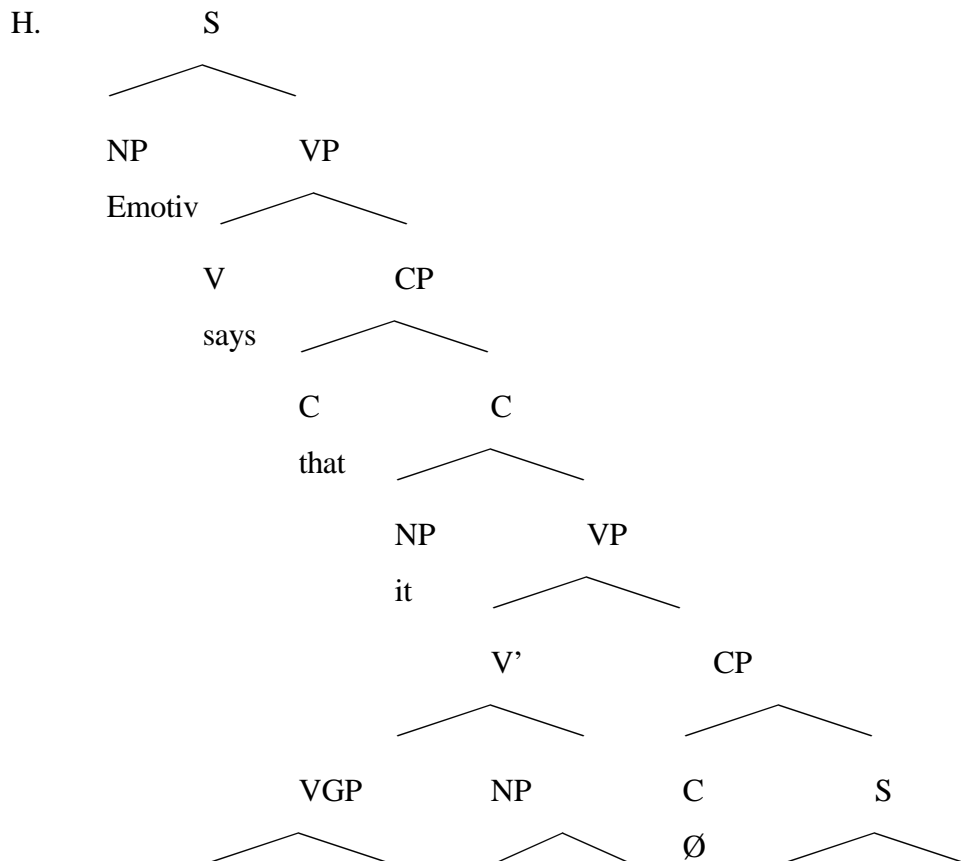 H. S
NP VP
Emotiv
V CP
says
C C
that
NP VP
it
V’ CP
VGP NP C S
Ø